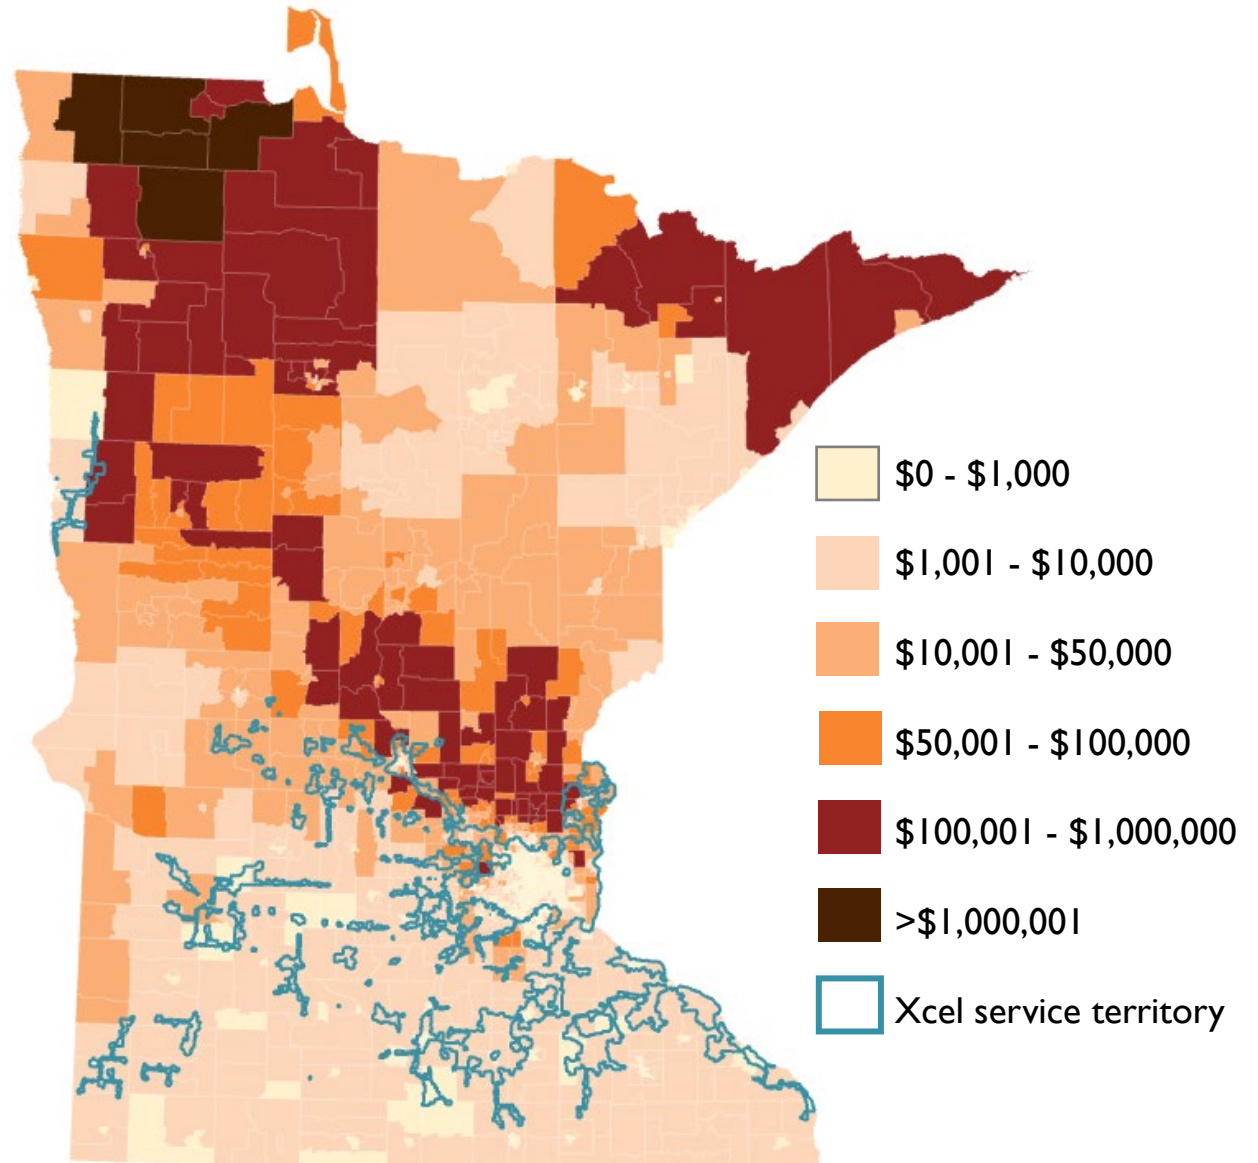 $0 - $1,000
$1,001 - $10,000
$10,001 - $50,000
$50,001 - $100,000
$100,001 - $1,000,000
>$1,000,001
Xcel service territory